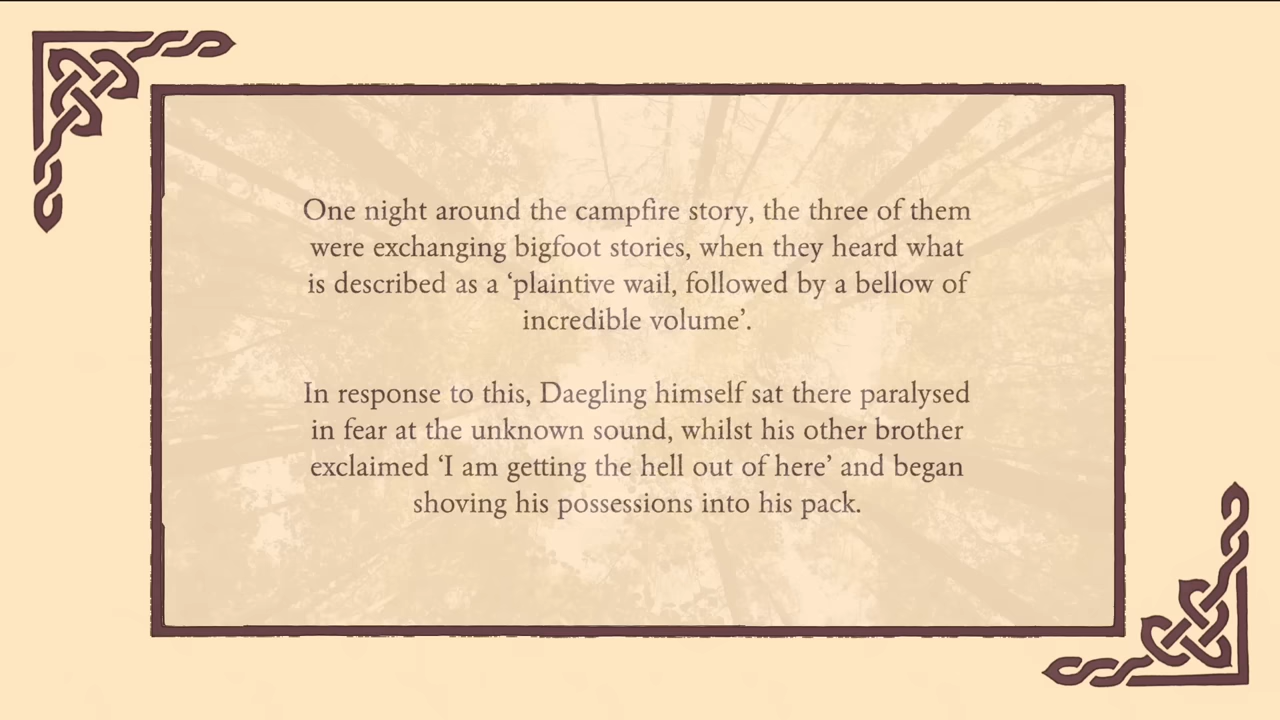 One night around the campfire story, the three of them
were exchanging bigfoot stories, when they heard what
is described as a ‘plaintive wail, followed by a bellow of
incredible volume’.
In response to this, Daegling himself sat there paralysed
in fear at the unknown sound, whilst his other brother
exclaimed ‘I am getting the hell out of here’ and began
shoving his possessions into his pack.